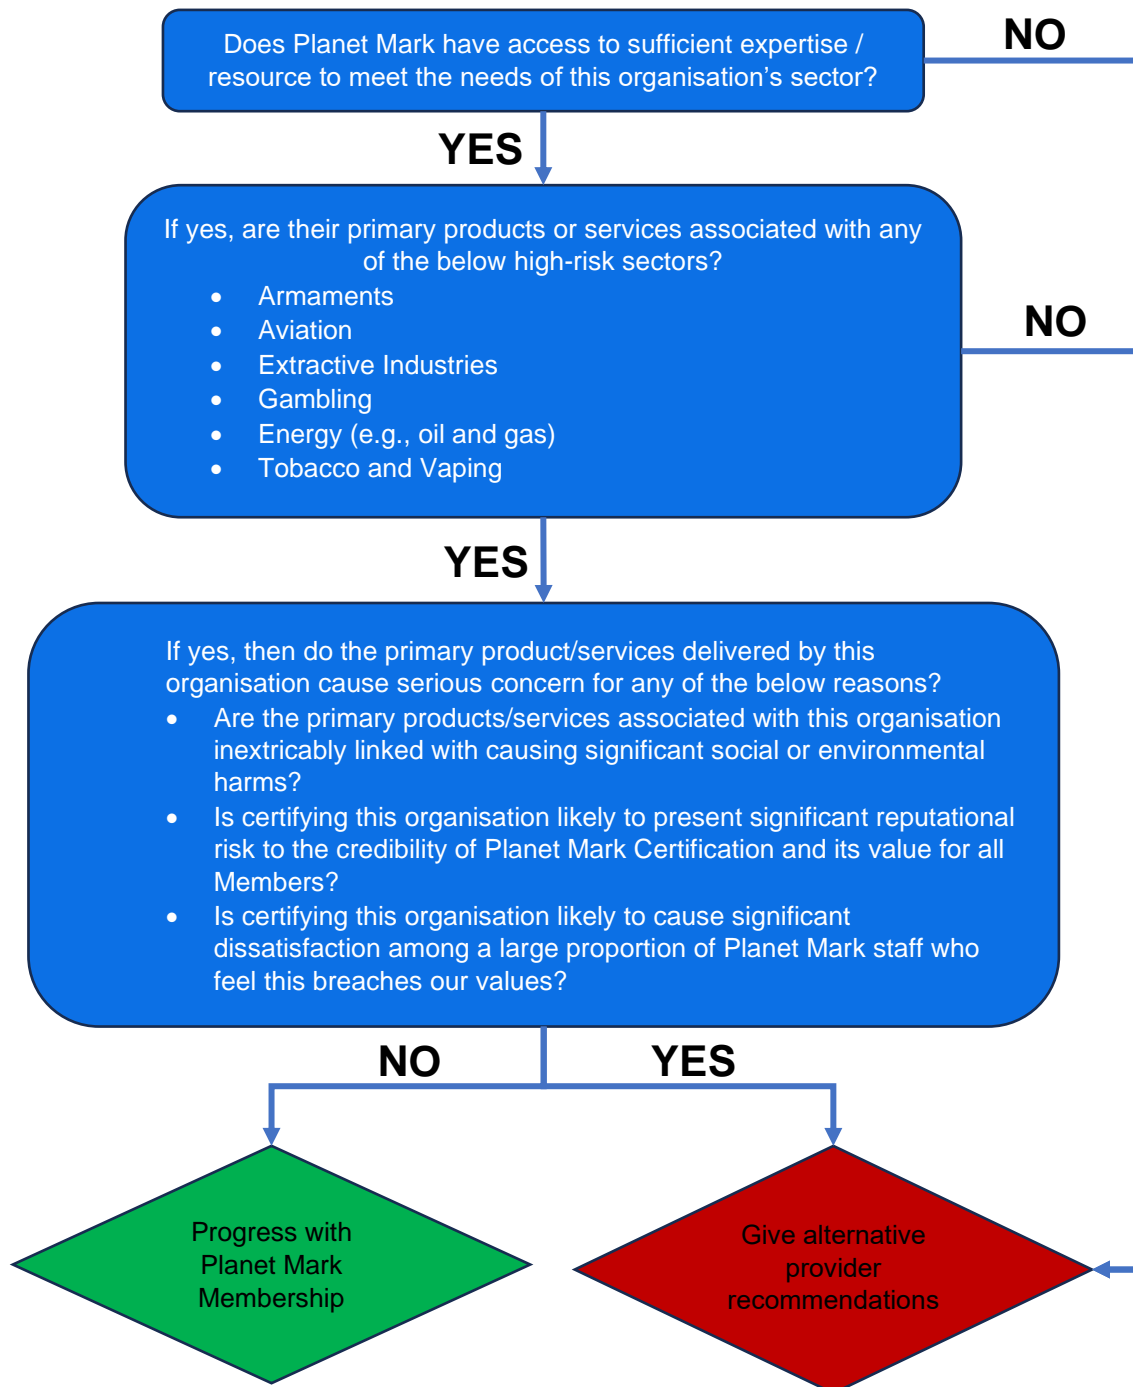 Does Planet Mark have access to sufficient expertise /
resource to meet the needs of this organisation's sector?
NO
YES
If yes, are their primary products or services associated with any
of the below high-risk sectors?
• Armaments
• Aviation
• Extractive Industries
• Gambling
• Energy (e.g., oil and gas)
• Tobacco and Vaping
NO
YES
If yes, then do the primary product/services delivered by this
organisation cause serious concern for any of the below reasons?
• Are the primary products/services associated with this organisation
inextricably linked with causing significant social or environmental
harms?
• Is certifying this organisation likely to present significant reputational
risk to the credibility of Planet Mark Certification and its value for all
Members?
• Is certifying this organisation likely to cause significant
dissatisfaction among a large proportion of Planet Mark staff who
feel this breaches our values?
NO
YES
Progress with
Planet Mark
Membership
Give alternative
provider
recommendations